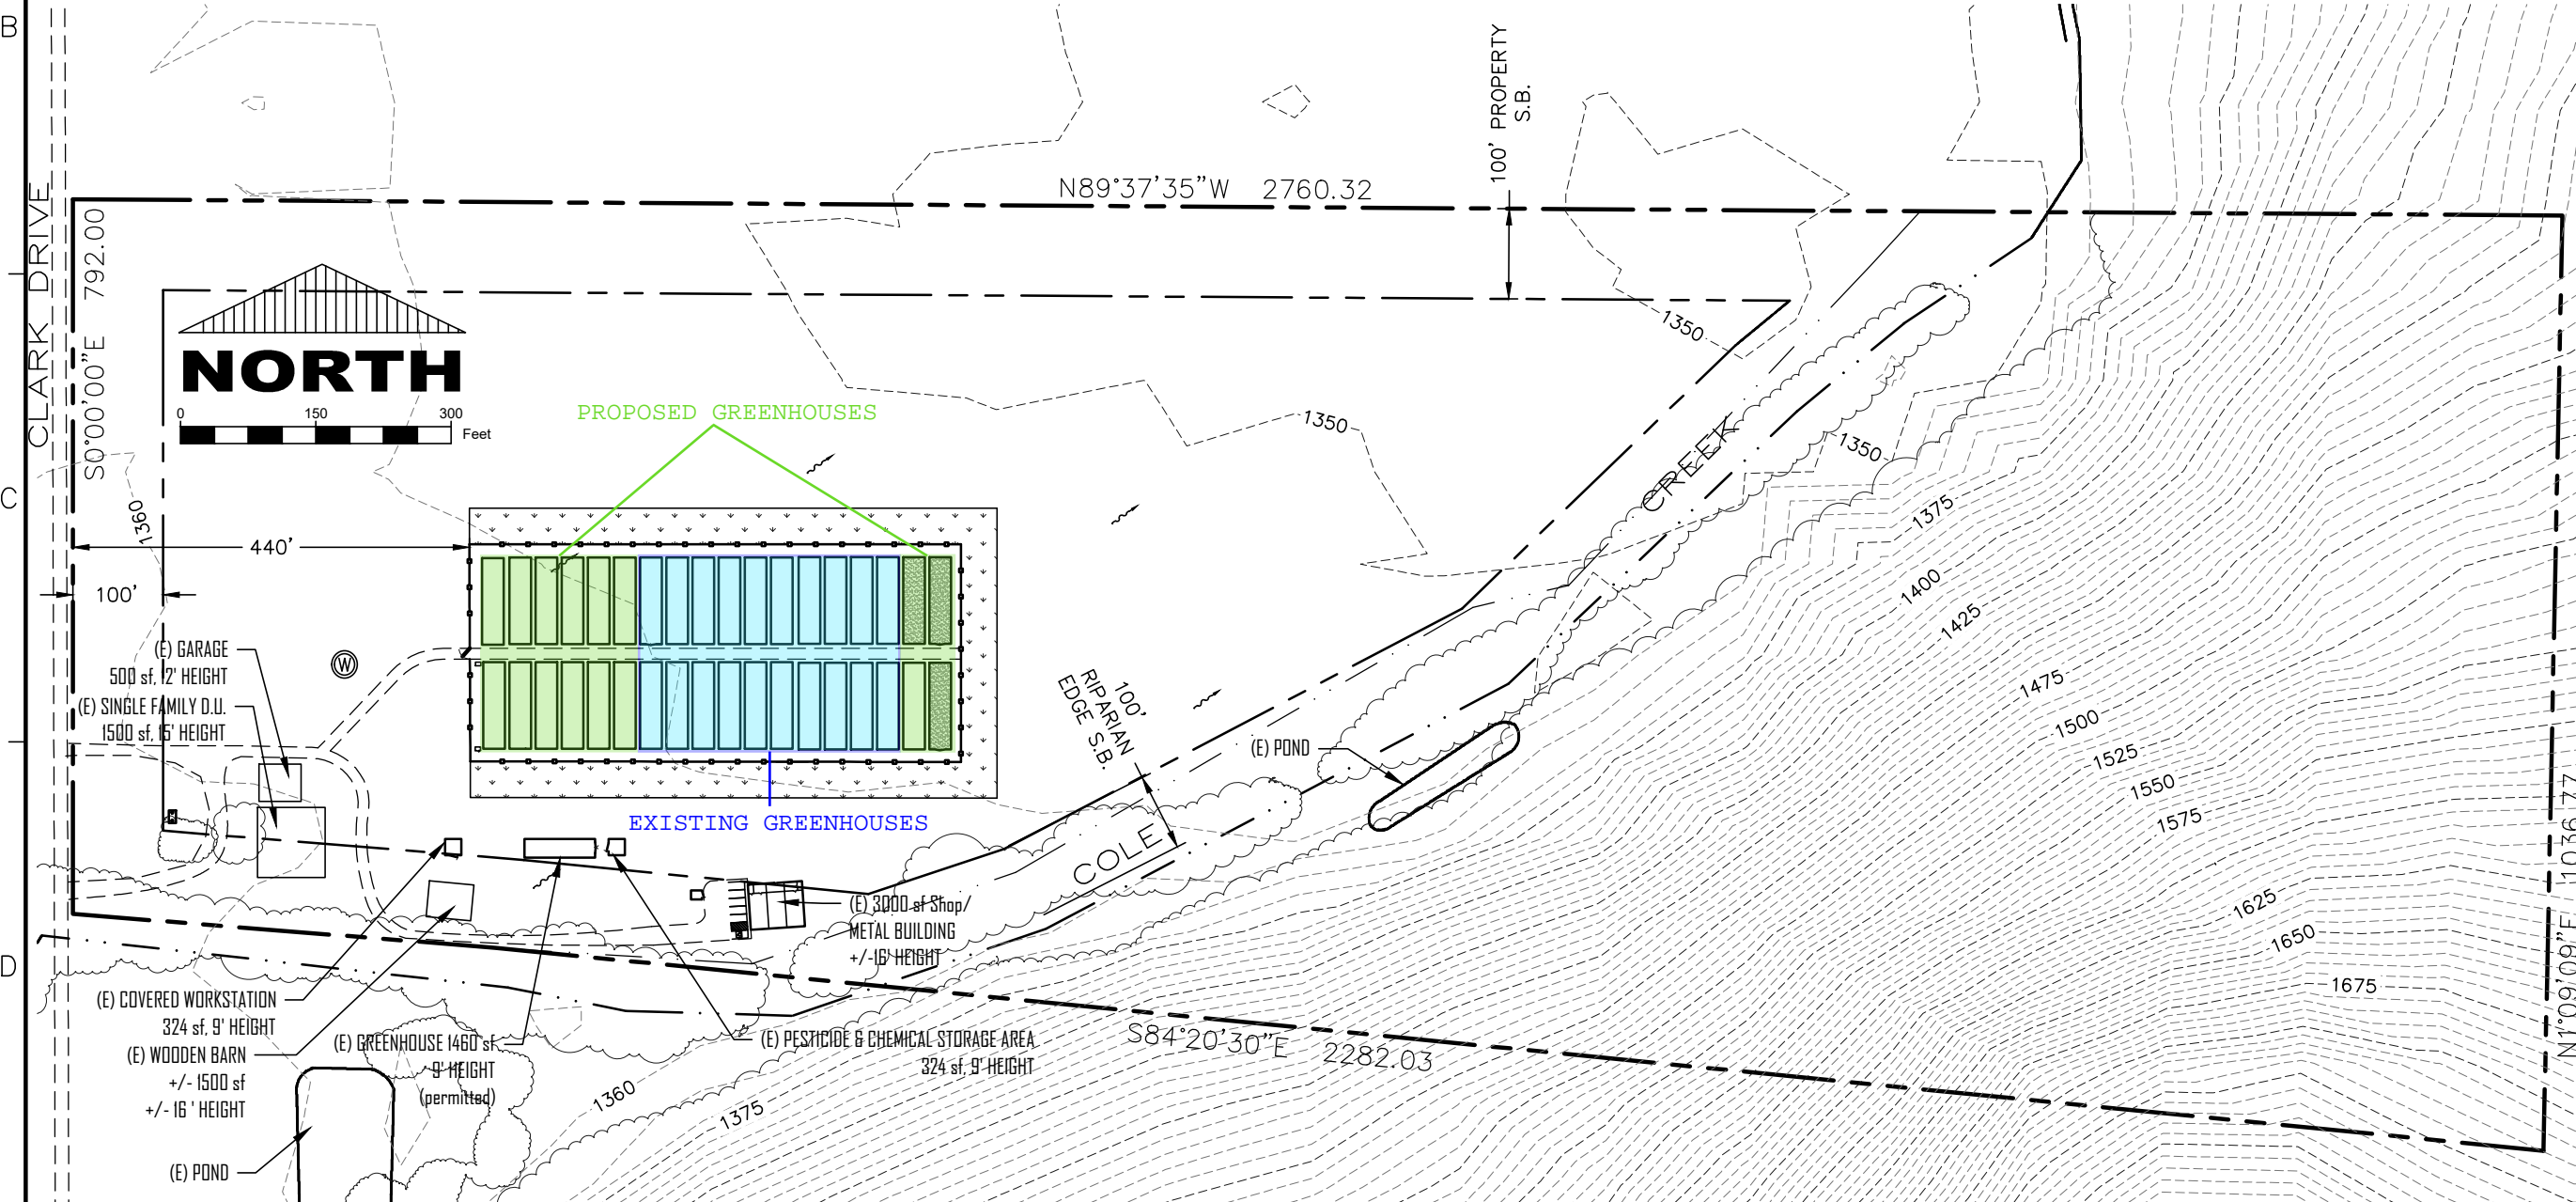 B
C
D
CLARK DRIVE
S0°00'00"E 792.00
N89°37'35"W 2760.32
100' PROPERTY
S.B.
NORTH
0 150 300
Feet
PROPOSED GREENHOUSES
1350
1350
1350
1360
440'
100'
CREEK
1375
1400
1425
1475
1500
1525
1550
1575
1625
1650
1675
(E) GARAGE
500 sf, 12' HEIGHT
(E) SINGLE FAMILY D.U.
1500 sf, 15' HEIGHT
W
100'
RIPARIAN
EDGE S.B.
(E) POND
EXISTING GREENHOUSES
COLE
(E) 3000 sf Shop/
METAL BUILDING
+/-16' HEIGHT
(E) COVERED WORKSTATION
324 sf, 9' HEIGHT
(E) WOODEN BARN
+/- 1500 sf
+/- 16 ' HEIGHT
(E) GREENHOUSE 1460 sf
9' HEIGHT
(permitted)
(E) PESTICIDE & CHEMICAL STORAGE AREA
324 sf, 9' HEIGHT
S84°20'30"E 2282.03
N1°09'09"E 1036.77
1360
1375
(E) POND